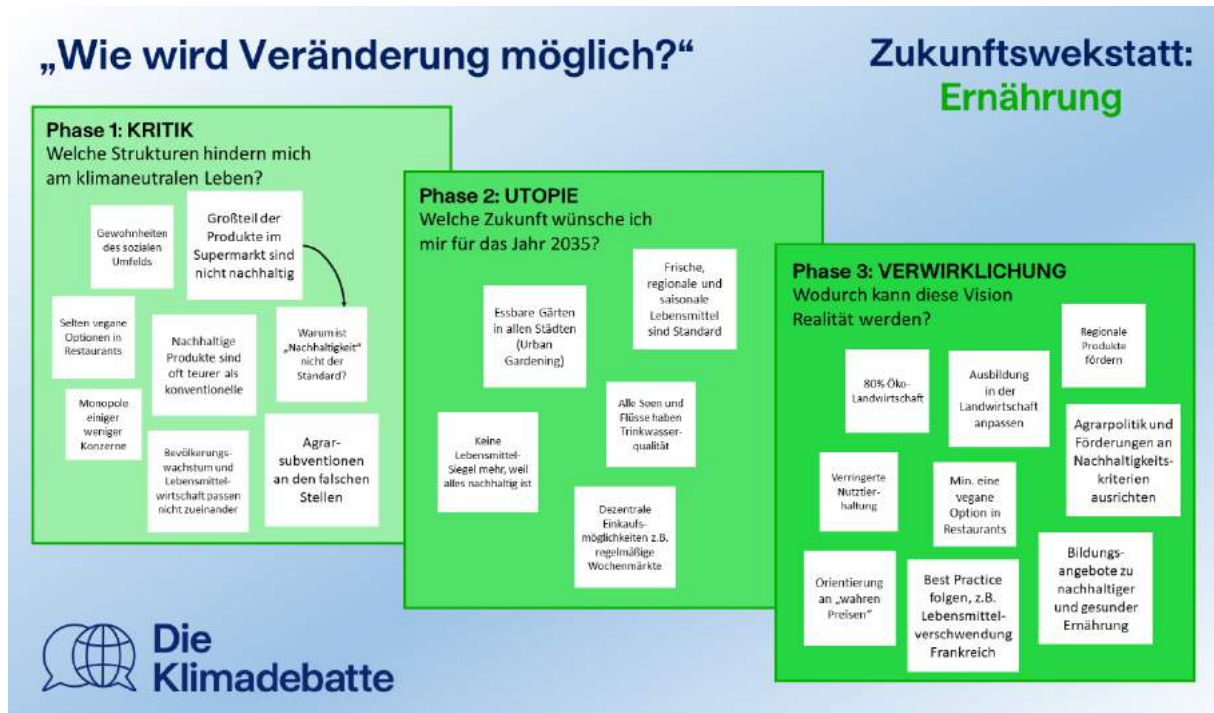 „Wie wird Veränderung möglich?“
Zukunftswekstatt:
Ernährung
Phase 1: KRITIK
Welche Strukturen hindern mich
am klimaneutralen Leben?
Gewohnheiten
des sozialen
Umfelds
Großteil der
Produkte im
Supermarkt sind
nicht nachhaltig
Selten vegane
Optionen in
Restaurants
Nachhaltige
Produkte sind
oft teurer als
konventionelle
Warum ist
„Nachhaltigkeit“
nicht der
Standard?
Monopole
einiger
weniger
Konzerne
Bevölkerungs-
wachstum und
Lebensmittel-
wirtschaft passen
nicht zueinander
Agrar-
subventionen
an den falschen
Stellen
Phase 2: UTOPIE
Welche Zukunft wünsche ich
mir für das Jahr 2035?
Frische,
regionale und
saisonale
Lebensmittel
sind Standard
Essbare Gärten
in allen Städten
(Urban
Gardening)
Alle Seen und
Flüsse haben
Trinkwasser-
qualität
Keine
Lebensmittel-
Siegel mehr, weil
alles nachhaltig ist
Dezentrale
Einkaufs-
möglichkeiten z.B.
regelmäßige
Wochenmärkte
Phase 3: VERWIRKLICHUNG
Wodurch kann diese Vision
Realität werden?
Regionale
Produkte
fördern
80% Öko-
Landwirtschaft
Ausbildung
in der
Landwirtschaft
anpassen
Agrarpolitik und
Förderungen an
Nachhaltigkeits-
kriterien
ausrichten
Verringerte
Nutztier-
haltung
Min. eine
vegane
Option in
Restaurants
Orientierung
an „wahren
Preisen“
Best Practice
folgen, z.B.
Lebensmittel-
verschwendung
Frankreich
Bildungs-
angebote zu
nachhaltiger
und gesunder
Ernährung
Die
Klimadebatte